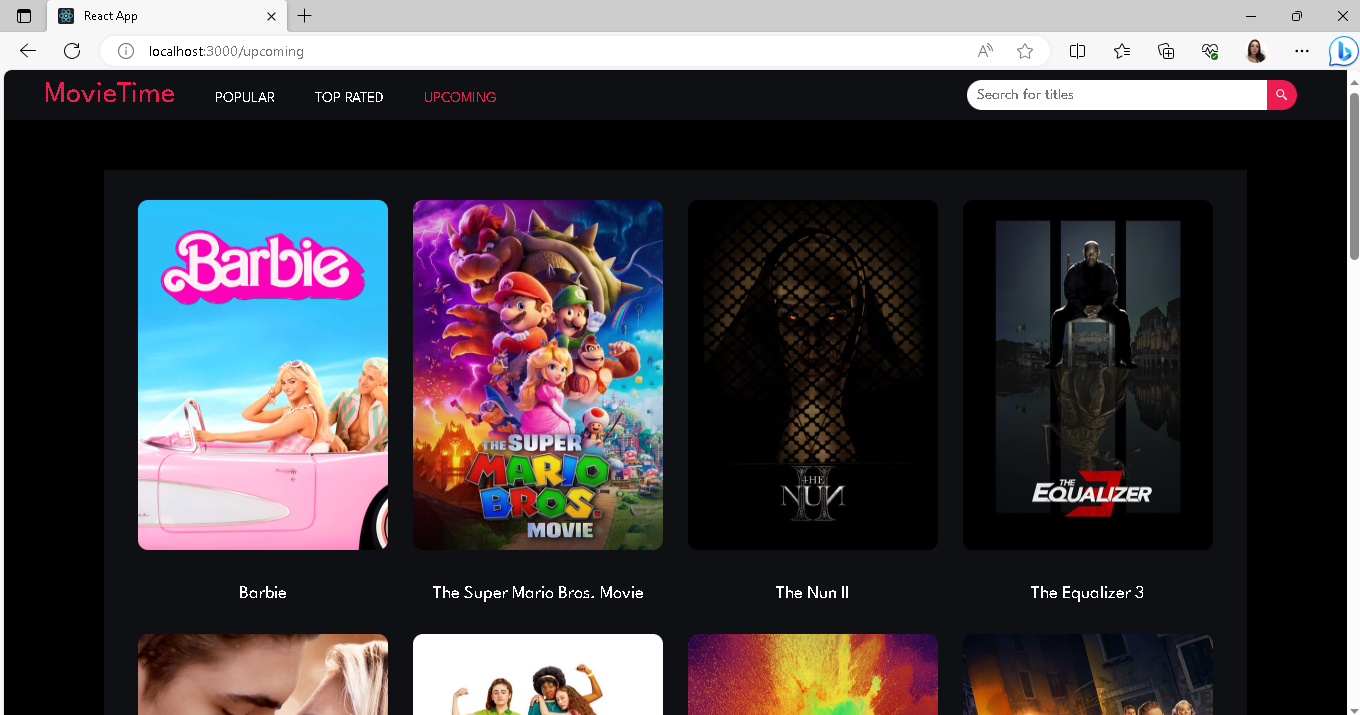 React App
localhost:3000/upcoming
MovieTime POPULAR TOP RATED UPCOMING Search for titles
Barbie
THE SUPER
MARIO
BROS.
MOVIE
THE
NUN
II
THE
EQUALIZER
3
Barbie The Super Mario Bros. Movie The Nun II The Equalizer 3